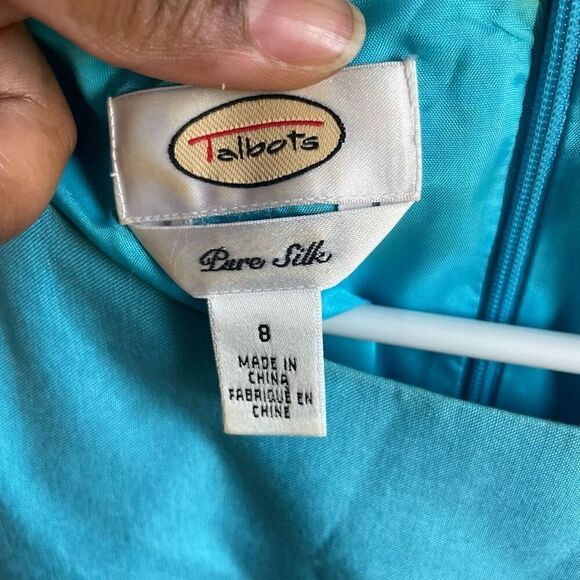 Talbots
Pure Silk
8
MADE IN
CHINA
FABRIQUÉ EN
CHINE